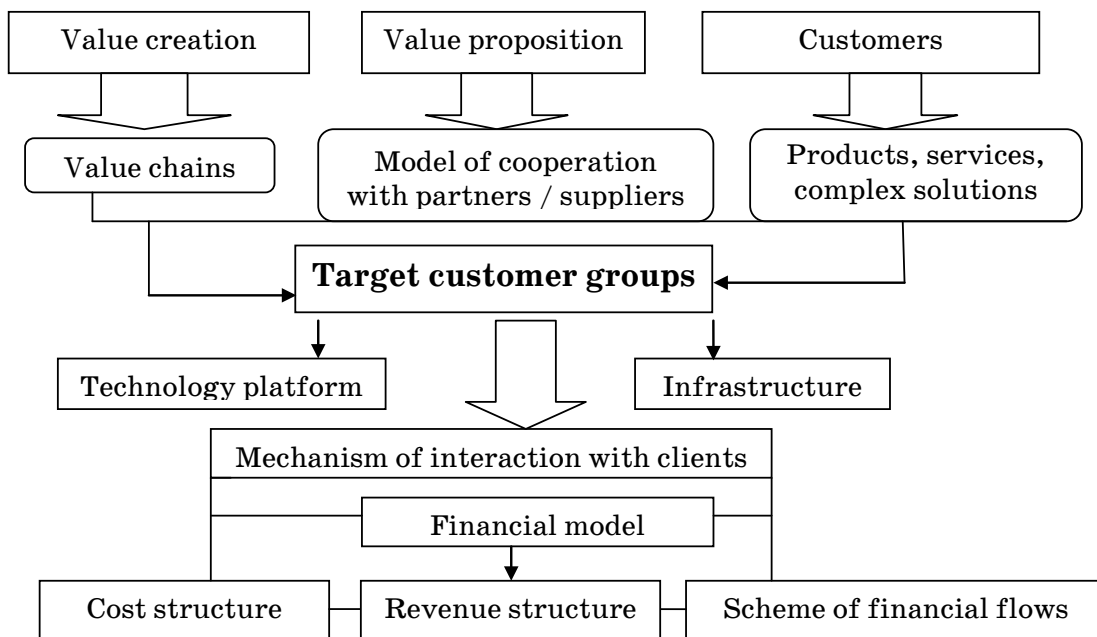 Value creation
Value proposition
Customers
Value chains
Model of cooperation
with partners / suppliers
Products, services,
complex solutions
Target customer groups
Technology platform
Infrastructure
Mechanism of interaction with clients
Financial model
Cost structure
Revenue structure
Scheme of financial flows